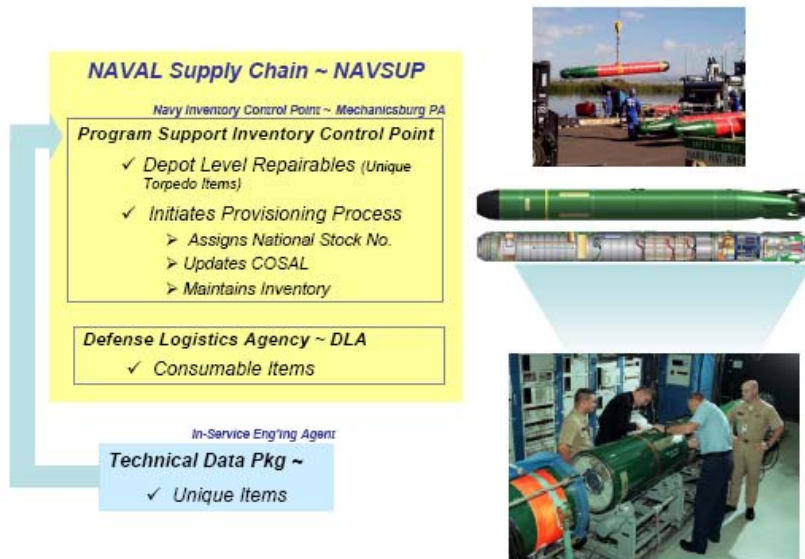 NAVAL Supply Chain ~ NAVSUP
Navy Inventory Control Point ~ Mechanicsburg PA
Program Support Inventory Control Point
✓ Depot Level Repairables (Unique
Torpedo Items)
✓ Initiates Provisioning Process
➢ Assigns National Stock No.
➢ Updates COSAL
➢ Maintains Inventory
Defense Logistics Agency ~ DLA
✓ Consumable Items
In-Service Eng'ing Agent
Technical Data Pkg ~
✓ Unique Items
HAT AREA